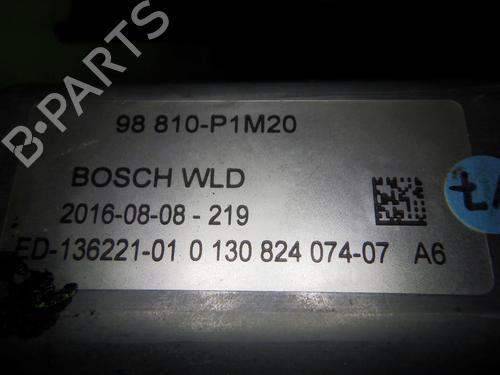 98 810-P1M20
BOSCH WLD
2016-08-08 - 219
ED-136221-01 0 130 824 074-07 A6
B-PARTS